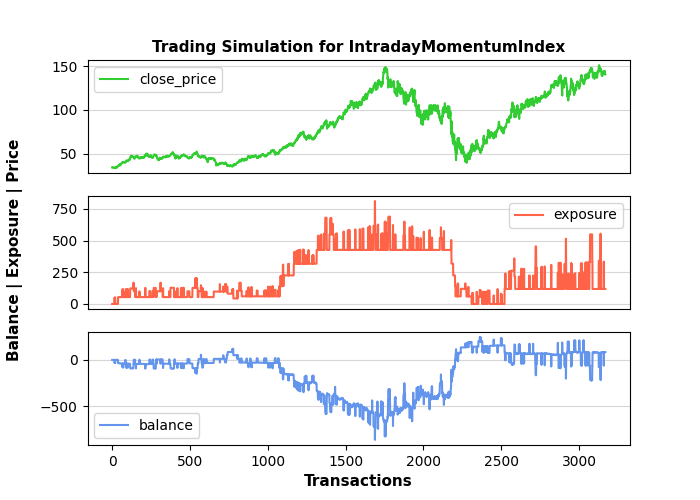 Trading Simulation for IntradayMomentumIndex
150
100
50
close_price
750
500
250
0
exposure
0
−500
balance
0
500
1000
1500
2000
2500
3000
Transactions
Balance | Exposure | Price